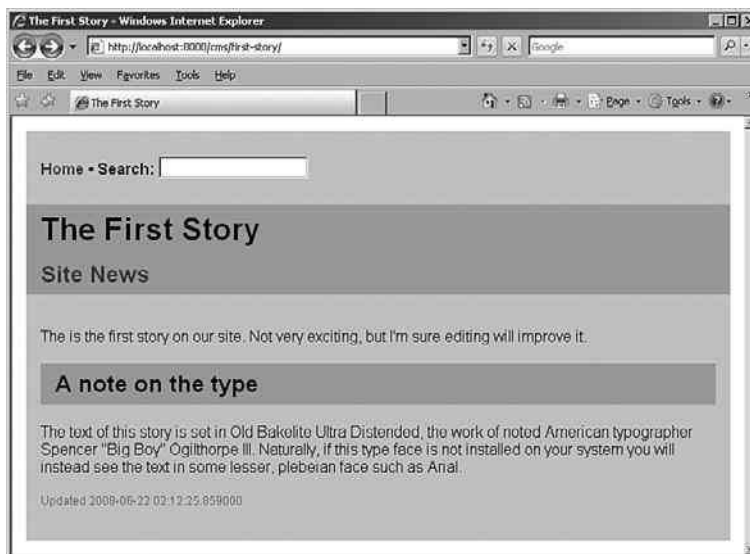 The First Story - Windows Internet Explorer
http://localhost:8000/cms/first-story/
Google
File Edit View Favorites Tools Help
The First Story
Page Tools
Home • Search:
The First Story
Site News
The is the first story on our site. Not very exciting, but I'm sure editing will improve it.
A note on the type
The text of this story is set in Old Bakelite Ultra Distended, the work of noted American typographer
Spencer "Big Boy" Ogilthorpe III. Naturally, if this type face is not installed on your system you will
instead see the text in some lesser, plebeian face such as Arial.
Updated 2008-06-22 02:12:25.859000